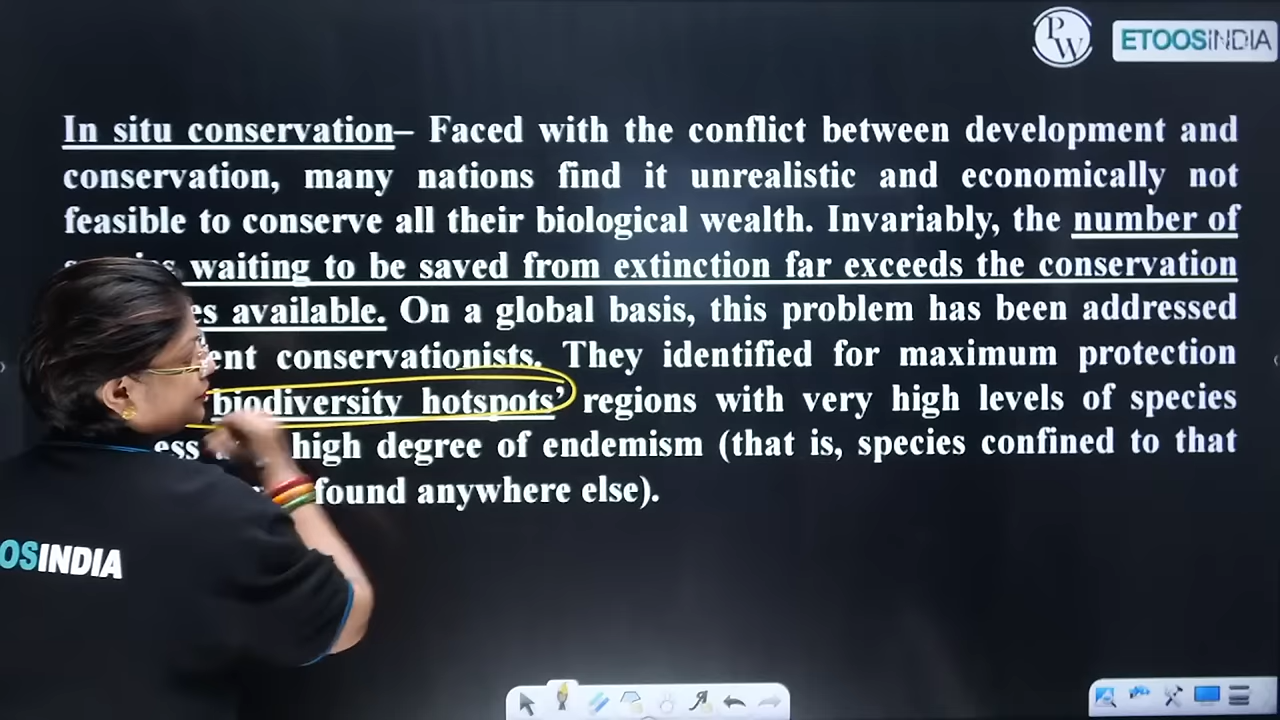 PW
ETOOSINDIA
In situ conservation– Faced with the conflict between development and
conservation, many nations find it unrealistic and economically not
feasible to conserve all their biological wealth. Invariably, the number of
waiting to be saved from extinction far exceeds the conservation
es available. On a global basis, this problem has been addressed
ent conservationists. They identified for maximum protection
biodiversity hotspots’ regions with very high levels of species
ess high degree of endemism (that is, species confined to that
found anywhere else).
OSINDIA